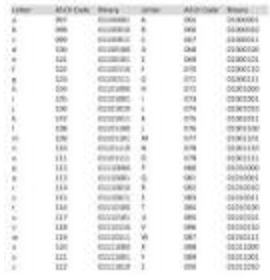 Letter ASCII Code Binary Letter ASCII Code Binary
a 097 01100001 A 065 01000001
b 098 01100010 B 066 01000010
c 099 01100011 C 067 01000011
d 100 01100100 D 068 01000100
e 101 01100101 E 069 01000101
f 102 01100110 F 070 01000110
g 103 01100111 G 071 01000111
h 104 01101000 H 072 01001000
i 105 01101001 I 073 01001001
j 106 01101010 J 074 01001010
k 107 01101011 K 075 01001011
l 108 01101100 L 076 01001100
m 109 01101101 M 077 01001101
n 110 01101110 N 078 01001110
o 111 01101111 O 079 01001111
p 112 01110000 P 080 01010000
q 113 01110001 Q 081 01010001
r 114 01110010 R 082 01010010
s 115 01110011 S 083 01010011
t 116 01110100 T 084 01010100
u 117 01110101 U 085 01010101
v 118 01110110 V 086 01010110
w 119 01110111 W 087 01010111
x 120 01111000 X 088 01011000
y 121 01111001 Y 089 01011001
z 122 01111010 Z 090 01011010